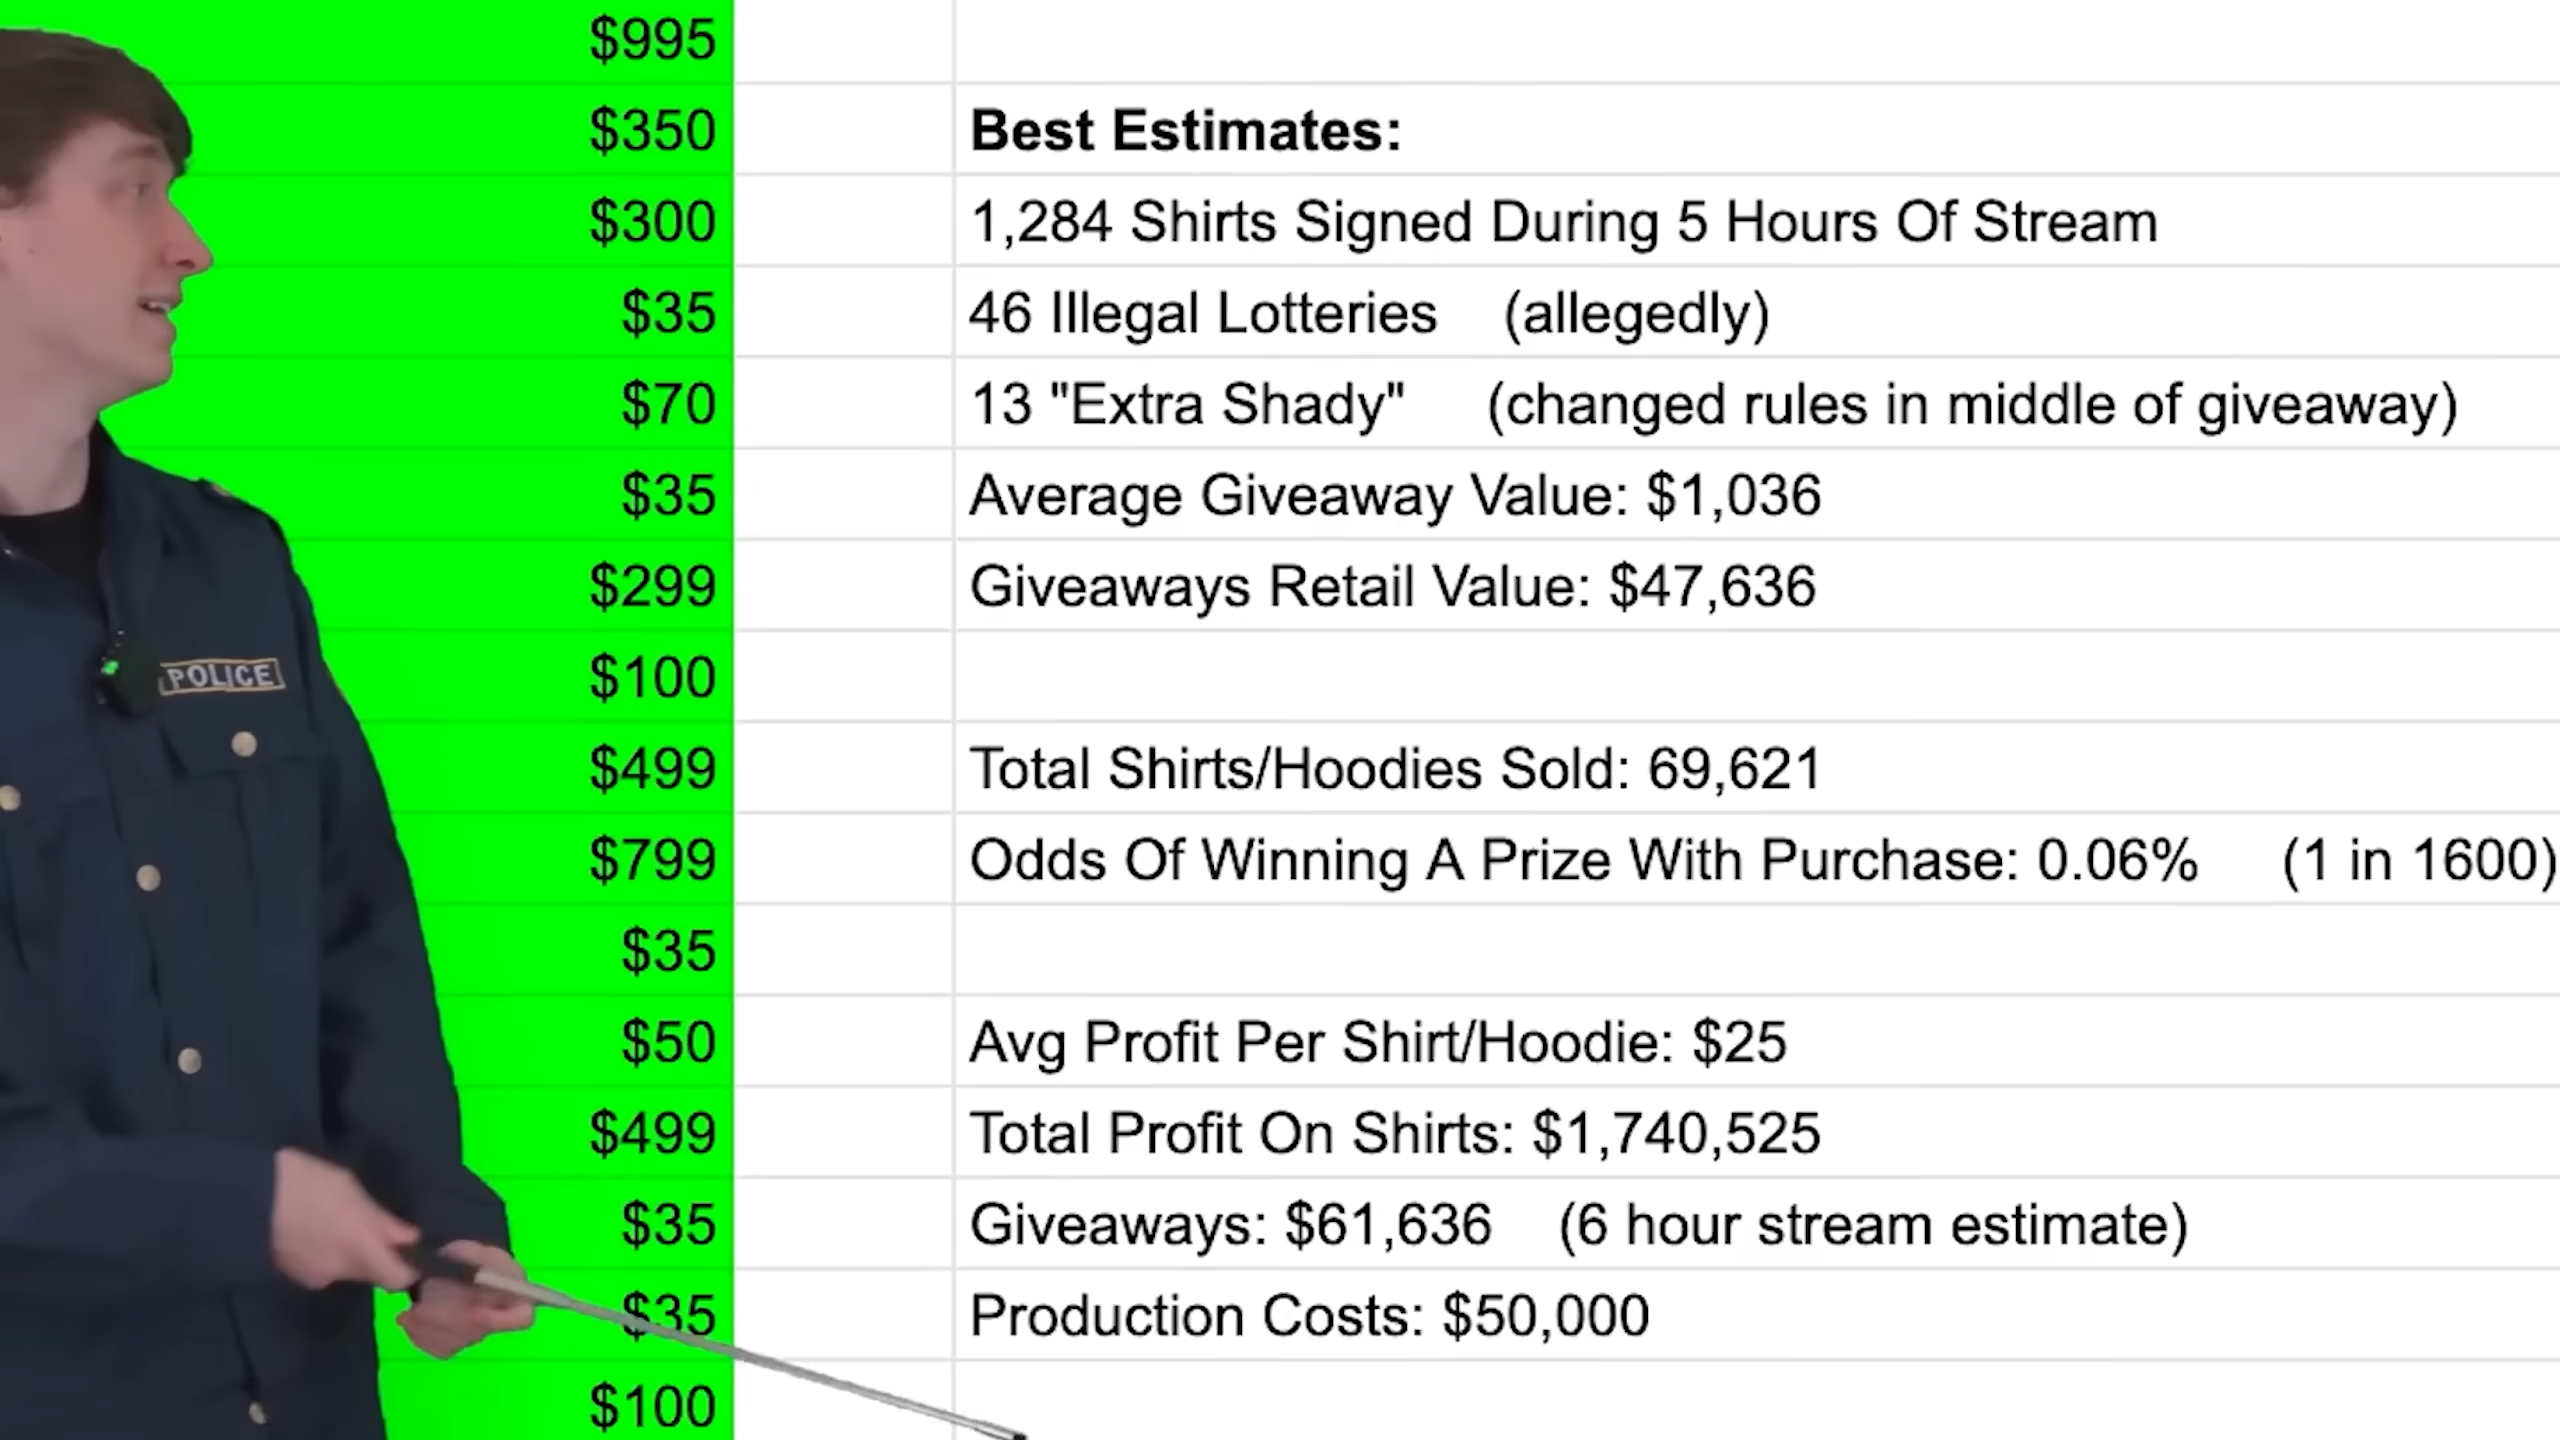 $995
$350
Best Estimates:
$300
1,284 Shirts Signed During 5 Hours Of Stream
$35
46 Illegal Lotteries (allegedly)
$70
13 "Extra Shady" (changed rules in middle of giveaway)
$35
Average Giveaway Value: $1,036
$299
Giveaways Retail Value: $47,636
$100
POLICE
$499
Total Shirts/Hoodies Sold: 69,621
$799
Odds Of Winning A Prize With Purchase: 0.06% (1 in 1600)
$35
$50
Avg Profit Per Shirt/Hoodie: $25
$499
Total Profit On Shirts: $1,740,525
$35
Giveaways: $61,636 (6 hour stream estimate)
$35
Production Costs: $50,000
$100